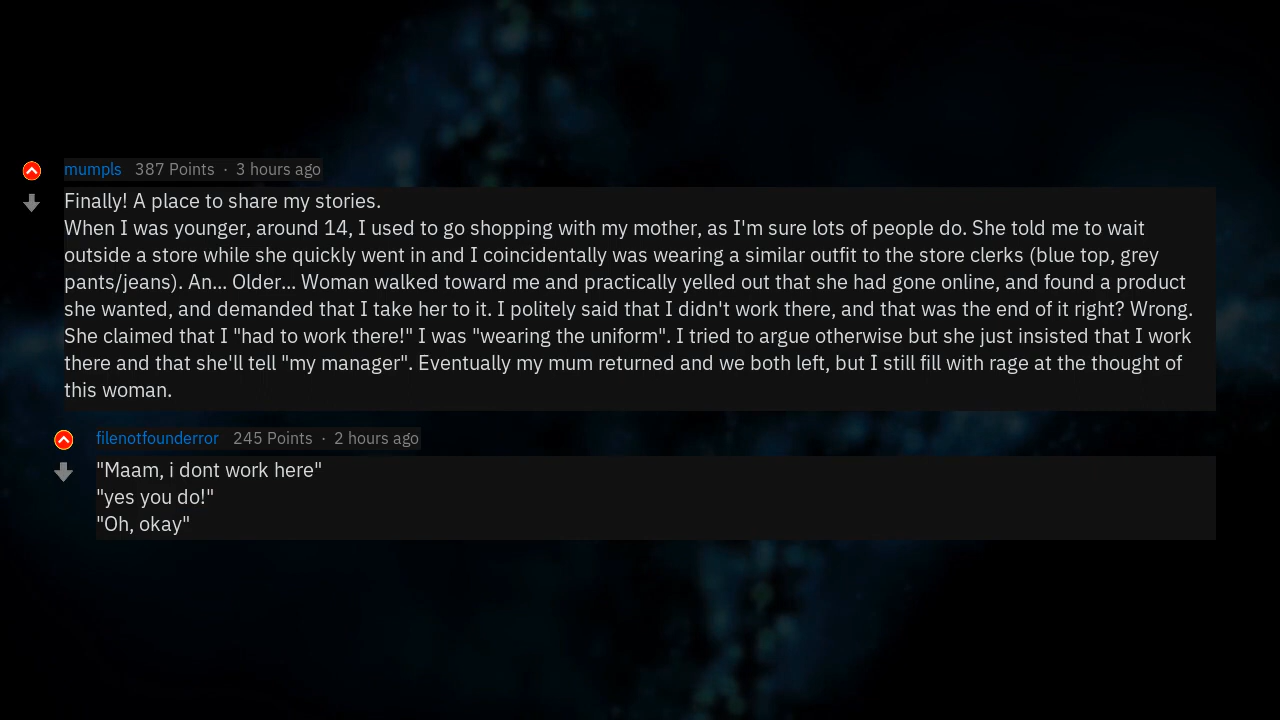 mumpls 387 Points · 3 hours ago
Finally! A place to share my stories.
When I was younger, around 14, I used to go shopping with my mother, as I'm sure lots of people do. She told me to wait
outside a store while she quickly went in and I coincidentally was wearing a similar outfit to the store clerks (blue top, grey
pants/jeans). An... Older... Woman walked toward me and practically yelled out that she had gone online, and found a product
she wanted, and demanded that I take her to it. I politely said that I didn't work there, and that was the end of it right? Wrong.
She claimed that I "had to work there!" I was "wearing the uniform". I tried to argue otherwise but she just insisted that I work
there and that she'll tell "my manager". Eventually my mum returned and we both left, but I still fill with rage at the thought of
this woman.
filenotfounderror 245 Points · 2 hours ago
"Maam, i dont work here"
"yes you do!"
"Oh, okay"